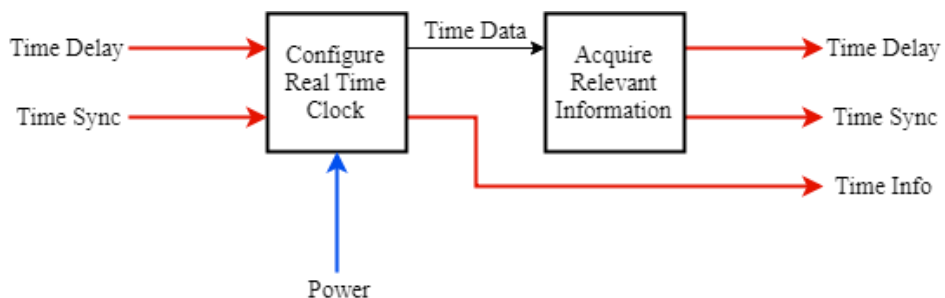 Time Delay
Time Sync
Configure
Real Time
Clock
Time Data
Acquire
Relevant
Information
Time Delay
Time Sync
Time Info
Power